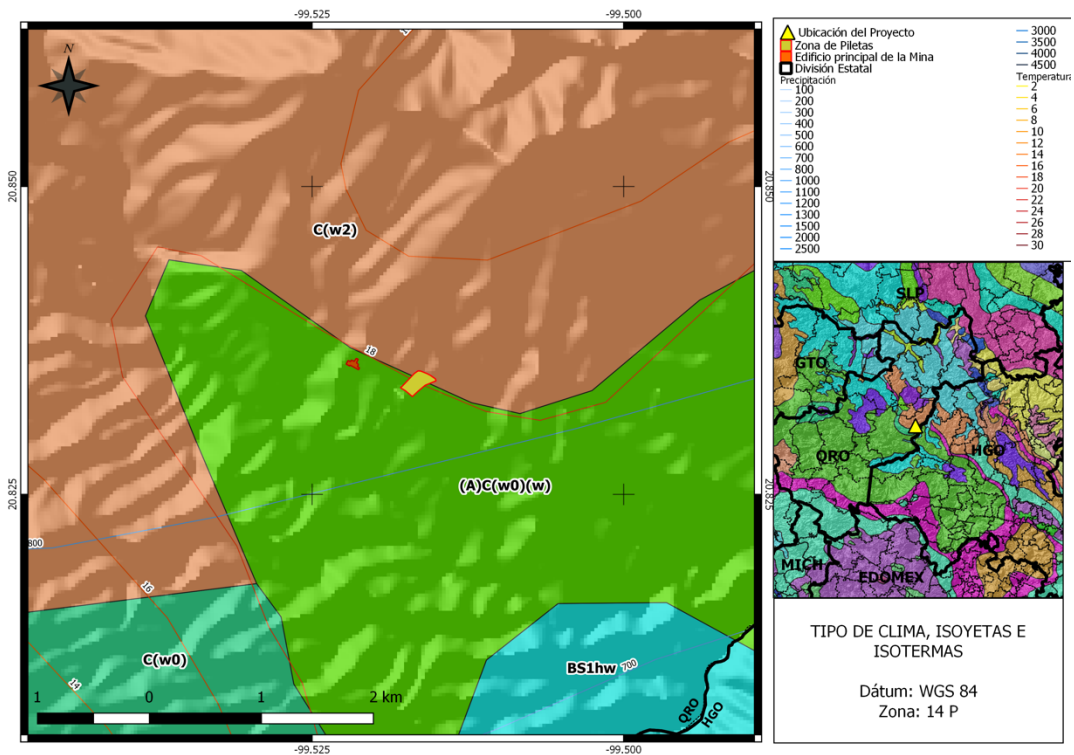 -99.525
-99.500
N
20.850
20.850
C(w2)
18
20.825
20.825
(A)C(w0)(w)
800
16
C(w0)
14
BS1hw
700
QRO
HGO
1
0
1
2 km
-99.525
-99.500
Ubicación del Proyecto
Zona de Piletas
Edificio principal de la Mina
División Estatal
Precipitación
100
200
300
400
500
600
700
800
1000
1100
1200
1300
1500
2000
2500
3000
3500
4000
4500
Temperatura
2
4
6
8
10
12
14
16
18
20
22
24
26
28
30
SLP
GTO
QRO
HGO
MICH
EDOMEX
TIPO DE CLIMA, ISOYETAS E
ISOTERMAS
Dátum: WGS 84
Zona: 14 P